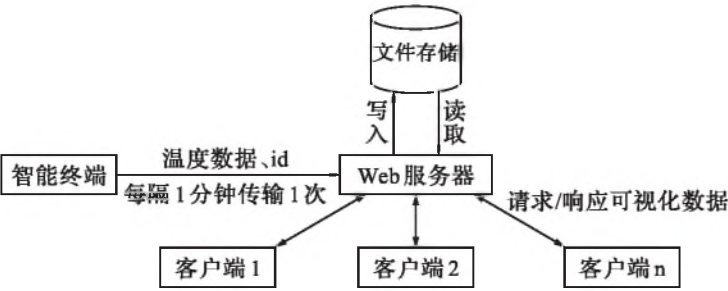 文件存储
写入
读取
温度数据、id
智能终端
Web服务器
每隔1分钟传输1次
请求/响应可视化数据
客户端1
客户端2
客户端n